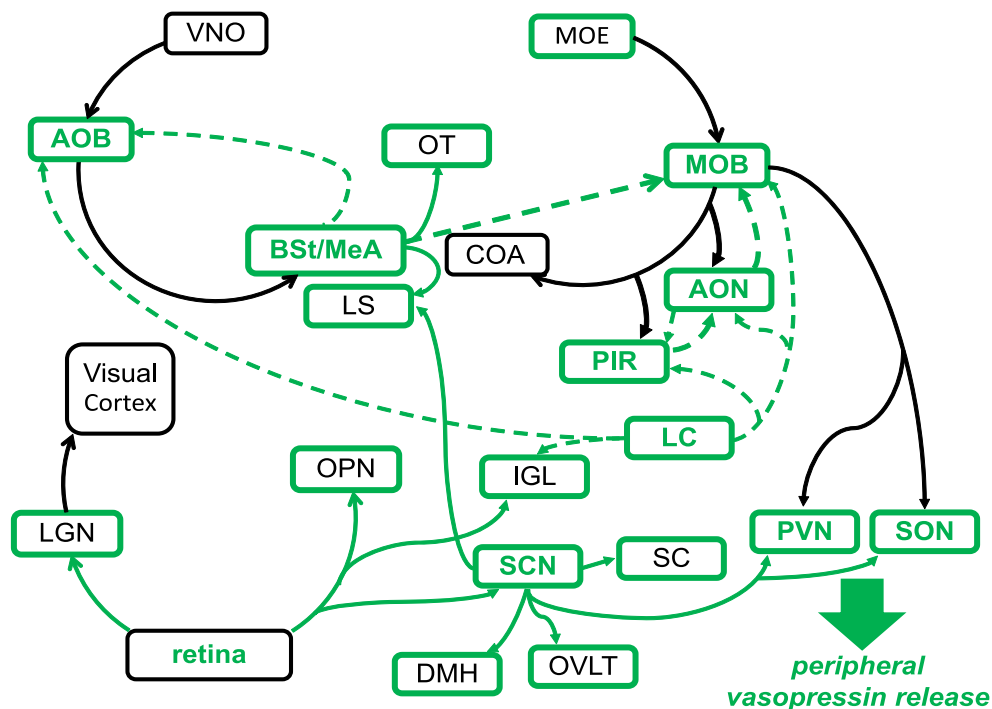 VNO
MOE
AOB
OT
MOB
BSt/MeA
COA
LS
AON
PIR
Visual
Cortex
LC
OPN
IGL
LGN
PVN
SON
SCN
SC
retina
DMH
OVLT
peripheral
vasopressin release